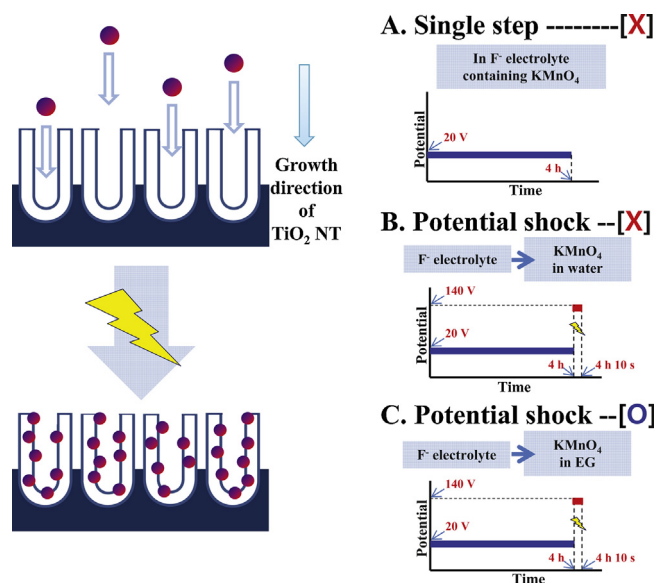 Growth
direction
of
TiO₂ NT
A. Single step --------[X]
In F⁻ electrolyte
containing KMnO₄
Potential
20 V
4 h
Time
B. Potential shock --[X]
F⁻ electrolyte
KMnO₄
in water
Potential
140 V
20 V
4 h
4 h 10 s
Time
C. Potential shock --[O]
F⁻ electrolyte
KMnO₄
in EG
Potential
140 V
20 V
4 h
4 h 10 s
Time